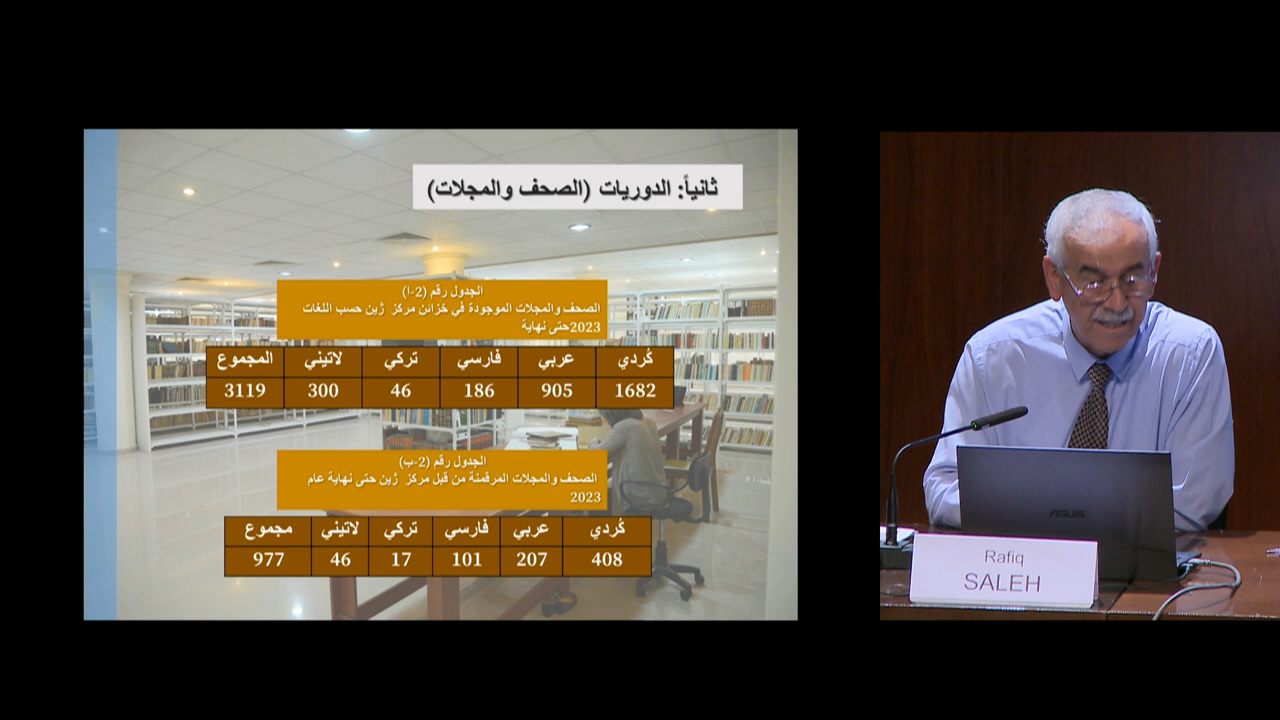 ثانياً: الدوريات (الصحف والمجلات)
الجدول رقم (2-ا)
الصحف والمجلات الموجودة في خزائن مركز ژين حسب اللغات
2023حتى نهاية
كُردي عربي فارسي تركي لاتيني المجموع
1682 905 186 46 300 3119
الجدول رقم (2-ب)
الصحف والمجلات المرقمنة من قبل مركز ژين حتى نهاية عام
2023
كُردي عربي فارسي تركي لاتيني مجموع
408 207 101 17 46 977
ASUS
Rafiq
SALEH